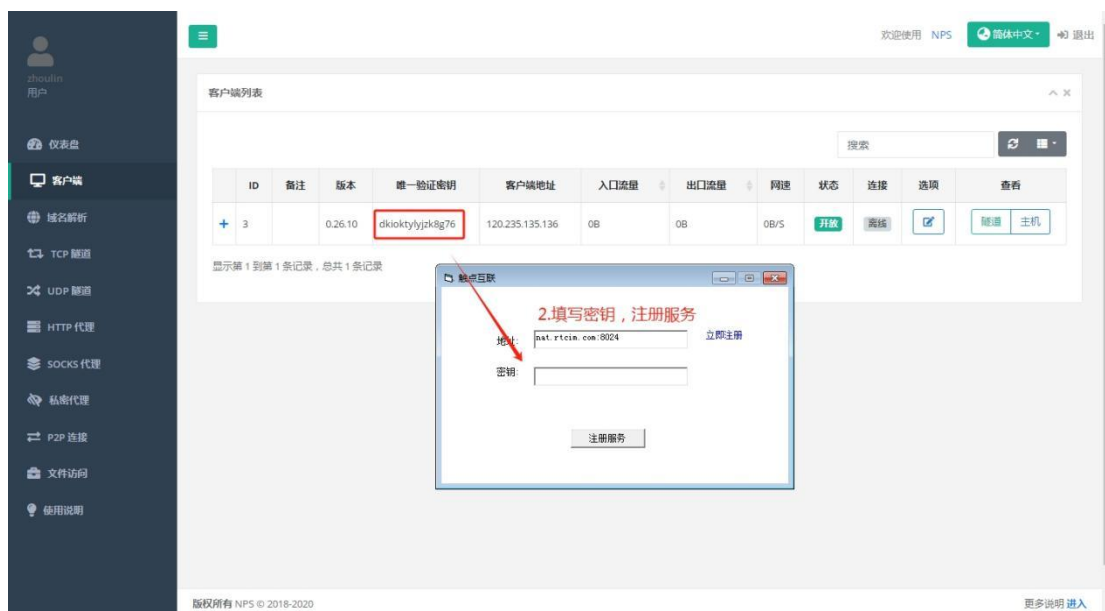 欢迎使用 NPS 简体中文 退出
zhoulin
用户
仪表盘
客户端
域名解析
TCP 隧道
UDP 隧道
HTTP 代理
SOCKS 代理
私密代理
P2P 连接
文件访问
使用说明
客户端列表
搜索
ID 备注 版本 唯一验证密钥 客户端地址 入口流量 出口流量 网速 状态 连接 选项 查看
+ 3 0.26.10 dkioktylyjzk8g76 120.235.135.136 0B 0B 0B/S 开放 离线 隧道 主机
显示第 1 到第 1 条记录，总共 1 条记录
触点互联
2.填写密钥，注册服务
地址: nat.rtcim.com:8024 立即注册
密钥:
注册服务
版权所有 NPS © 2018-2020 更多说明 进入